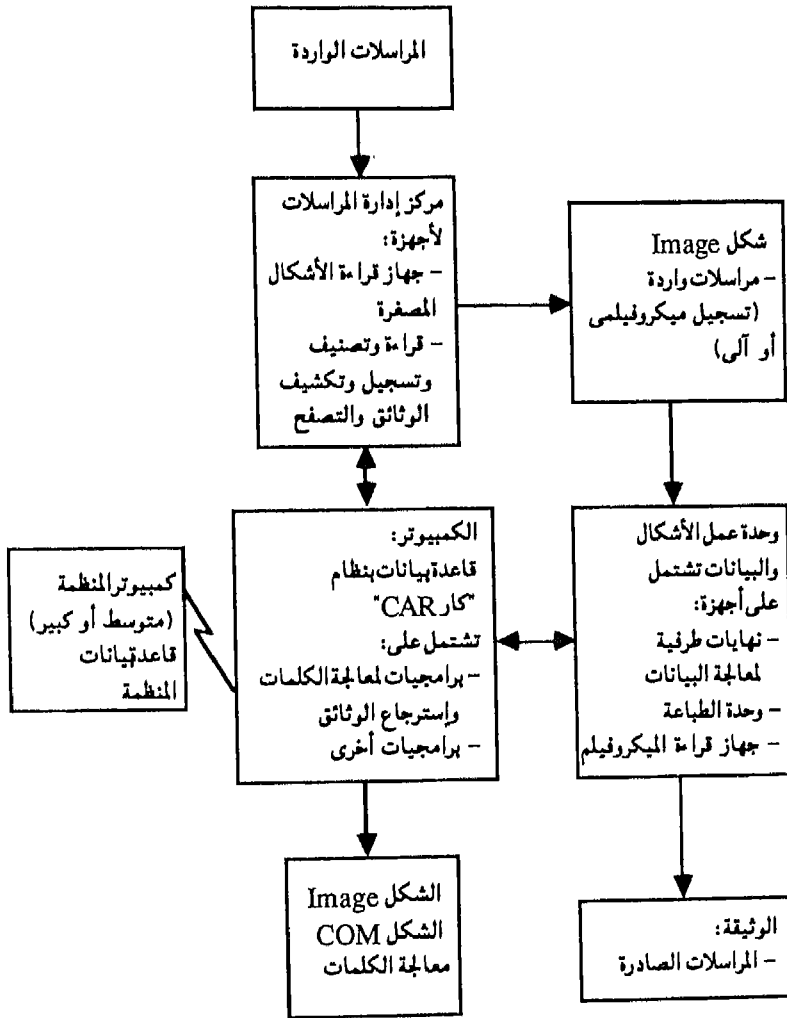 المراسلات الواردة
مركز إدارة المراسلات
لأجهزة:
– جهاز قراءة الأشكال
المصغرة
– قراءة وتصنيف
وتسجيل وتكشيف
الوثائق والتصفح
شكل Image
– مراسلات واردة
(تسجيل ميكروفيلمى
أو آلى)
وحدة عمل الأشكال
والبيانات تشتمل
على أجهزة:
– نهايات طرفية
لمعالجة البيانات
– وحدة الطباعة
– جهاز قراءة الميكروفيلم
الكمبيوتر:
قاعدة بيانات بنظام
"كار CAR"
تشتمل على:
– برامجيات لمعالجة الكلمات
وإسترجاع الوثائق
– برامجيات أخرى
كمبيوتر المنظمة
(متوسط أو كبير)
قاعدة بيانات
المنظمة
الشكل Image
الشكل COM
معالجة الكلمات
الوثيقة:
– المراسلات الصادرة